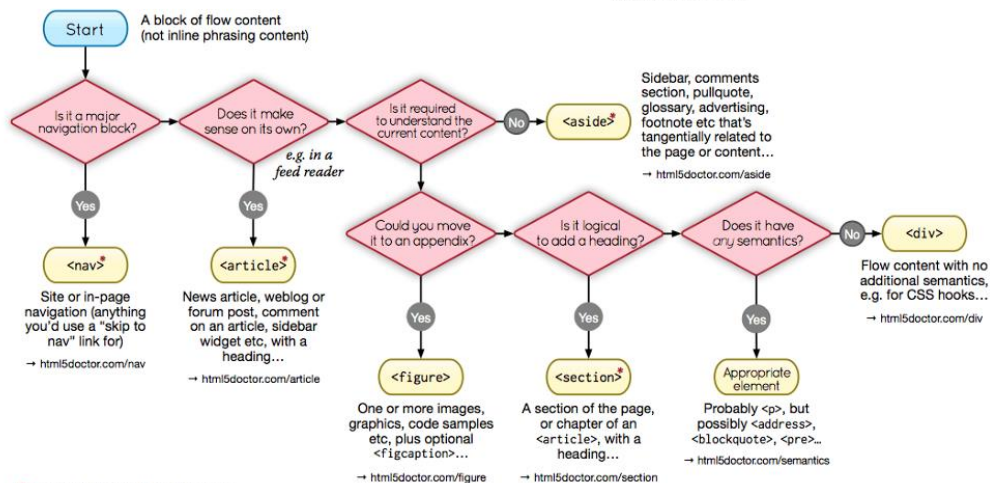 Start
A block of flow content
(not inline phrasing content)
Is it a major
navigation block?
Does it make
sense on its own?
e.g. in a
feed reader
Is it required
to understand the
current content?
No
<aside>*
Sidebar, comments
section, pullquote,
glossary, advertising,
footnote etc that’s
tangentially related to
the page or content…
→ html5doctor.com/aside
Yes
<nav>*
Site or in-page
navigation (anything
you’d use a “skip to
nav” link for)
→ html5doctor.com/nav
Yes
<article>*
News article, weblog or
forum post, comment
on an article, sidebar
widget etc, with a
heading…
→ html5doctor.com/article
Could you move
it to an appendix?
Is it logical
to add a heading?
Does it have
any semantics?
No
<div>
Flow content with no
additional semantics,
e.g. for CSS hooks…
→ html5doctor.com/div
Yes
<figure>
One or more images,
graphics, code samples
etc, plus optional
<figcaption>…
→ html5doctor.com/figure
Yes
<section>*
A section of the page,
or chapter of an
<article>, with a
heading…
→ html5doctor.com/section
Yes
Appropriate
element
Probably <p>, but
possibly <address>,
<blockquote>, <pre>…
→ html5doctor.com/semantics